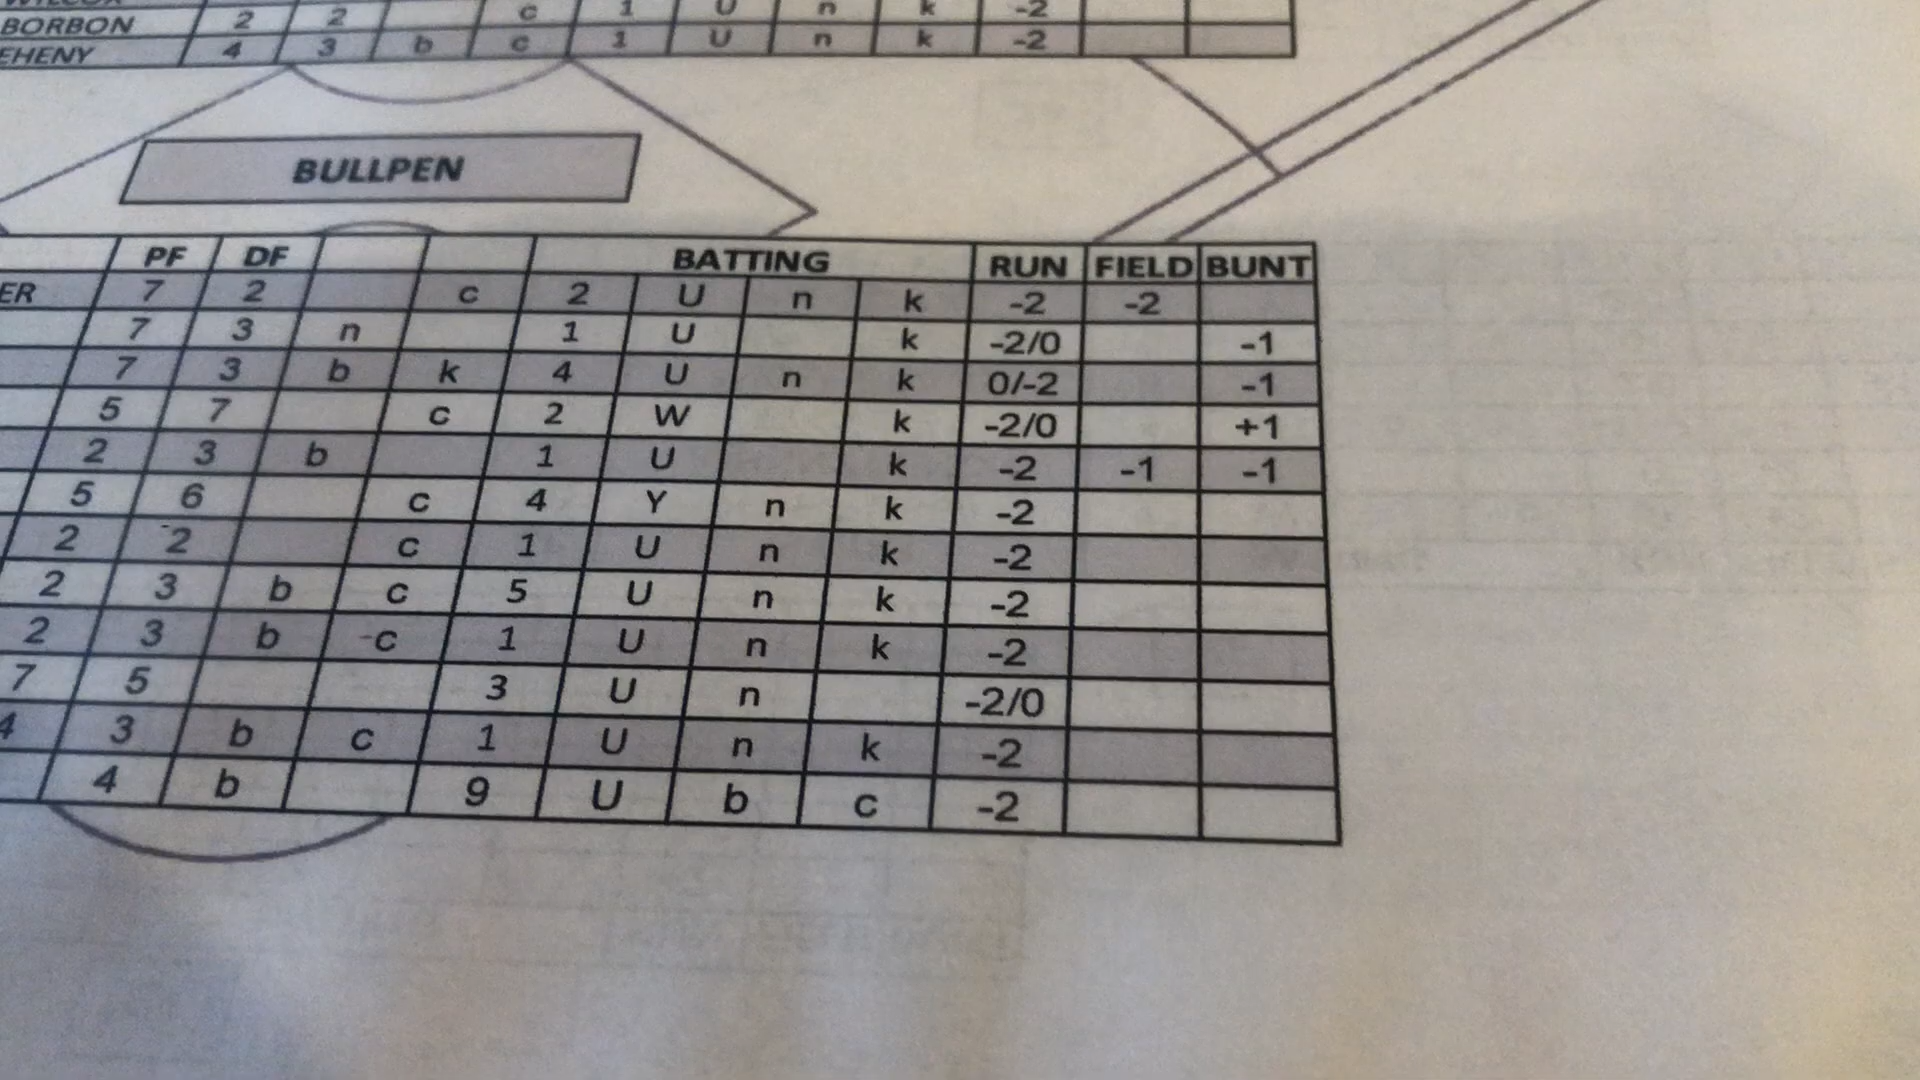 BORBON 2 2 c 1 U n k -2
EHENY 4 3 b c 1 U n k -2
BULLPEN
PF DF BATTING RUN FIELD BUNT
ER 7 2 c 2 U n k -2 -2
7 3 n 1 U k -2/0 -1
7 3 b k 4 U n k 0/-2 -1
5 7 c 2 W k -2/0 +1
2 3 b 1 U k -2 -1 -1
5 6 c 4 Y n k -2
2 2 c 1 U n k -2
2 3 b c 5 U n k -2
2 3 b c 1 U n k -2
7 5 3 U n -2/0
4 3 b c 1 U n k -2
4 b 9 U b c -2